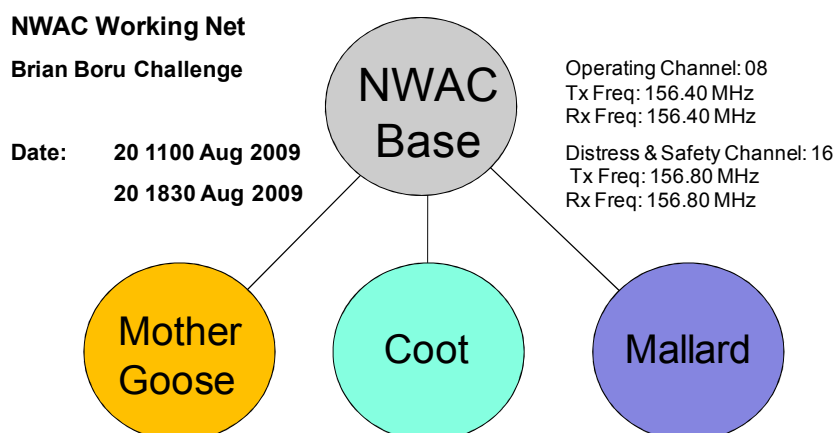 NWAC Working Net
Brian Boru Challenge
Date: 20 1100 Aug 2009
20 1830 Aug 2009
NWAC
Base
Operating Channel: 08
Tx Freq: 156.40 MHz
Rx Freq: 156.40 MHz
Distress & Safety Channel: 16
Tx Freq: 156.80 MHz
Rx Freq: 156.80 MHz
Mother
Goose
Coot
Mallard